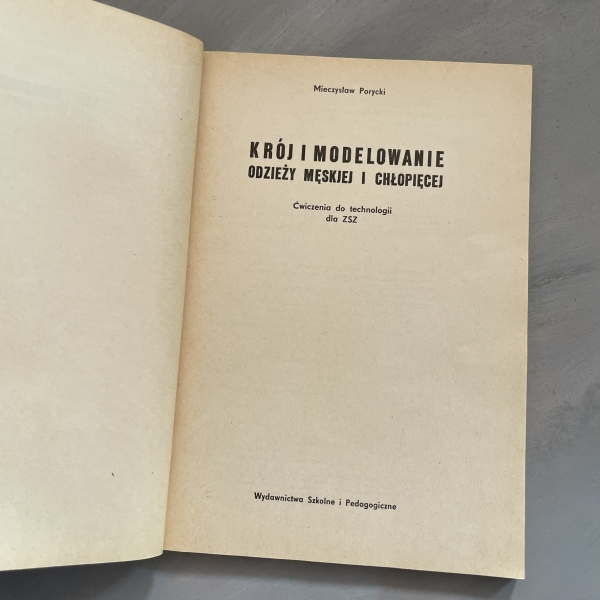 Mieczysław Porycki
KRÓJ I MODELOWANIE
ODZIEŻY MĘSKIEJ I CHŁOPIĘCEJ
Ćwiczenia do technologii
dla ZSZ
Wydawnictwa Szkolne i Pedagogiczne